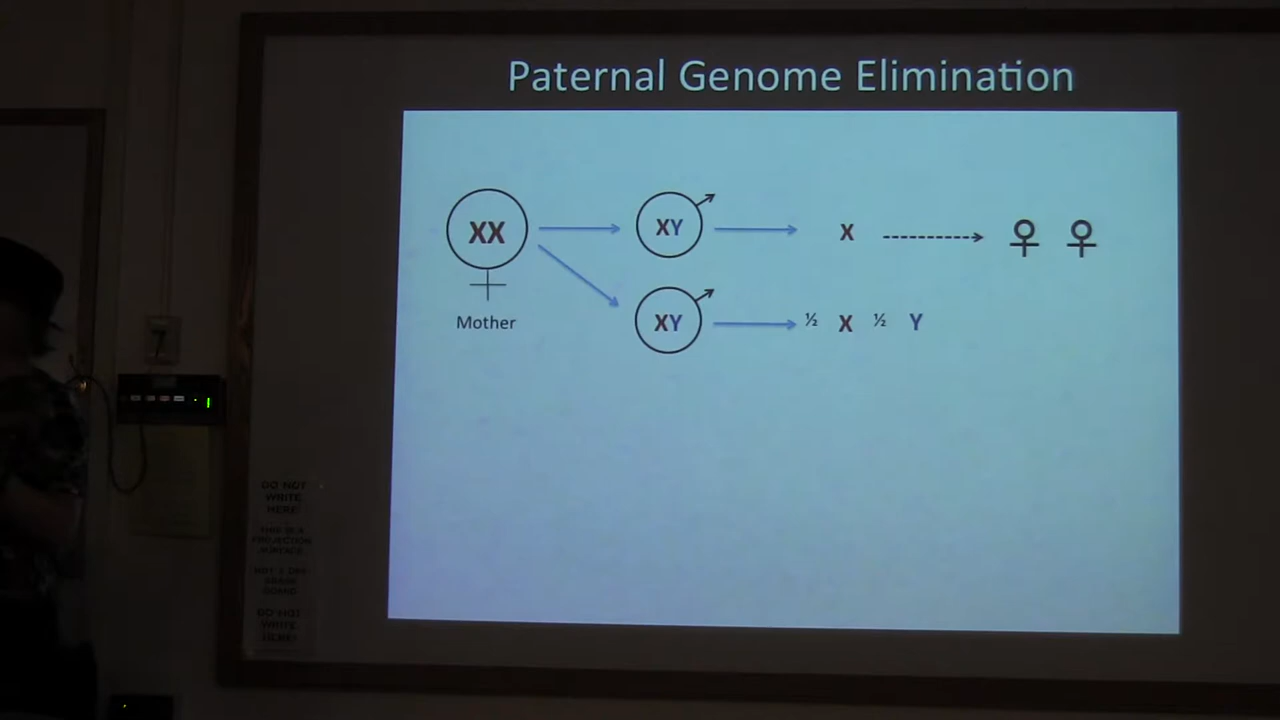 Paternal Genome Elimination
XX
XY
X
Mother
XY
½ X ½ Y
DO NOT
WRITE
HERE!
THIS IS A
PROJECTION
SURFACE
NOT A DRY
ERASE
BOARD
DO NOT
WRITE
HERE!